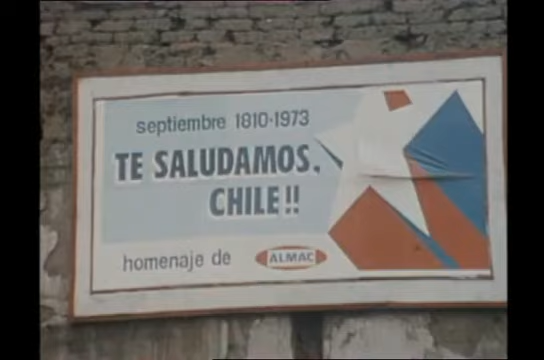 septiembre 1810-1973
TE SALUDAMOS,
CHILE!!
homenaje de ALMAC